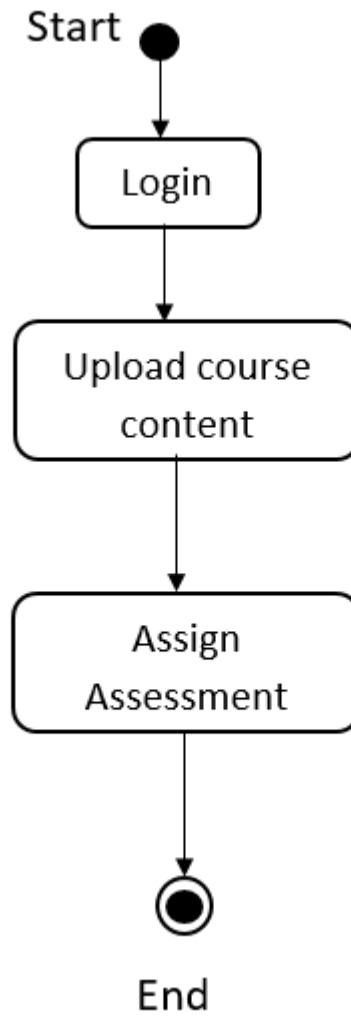 Start
Login
Upload course
content
Assign
Assessment
End